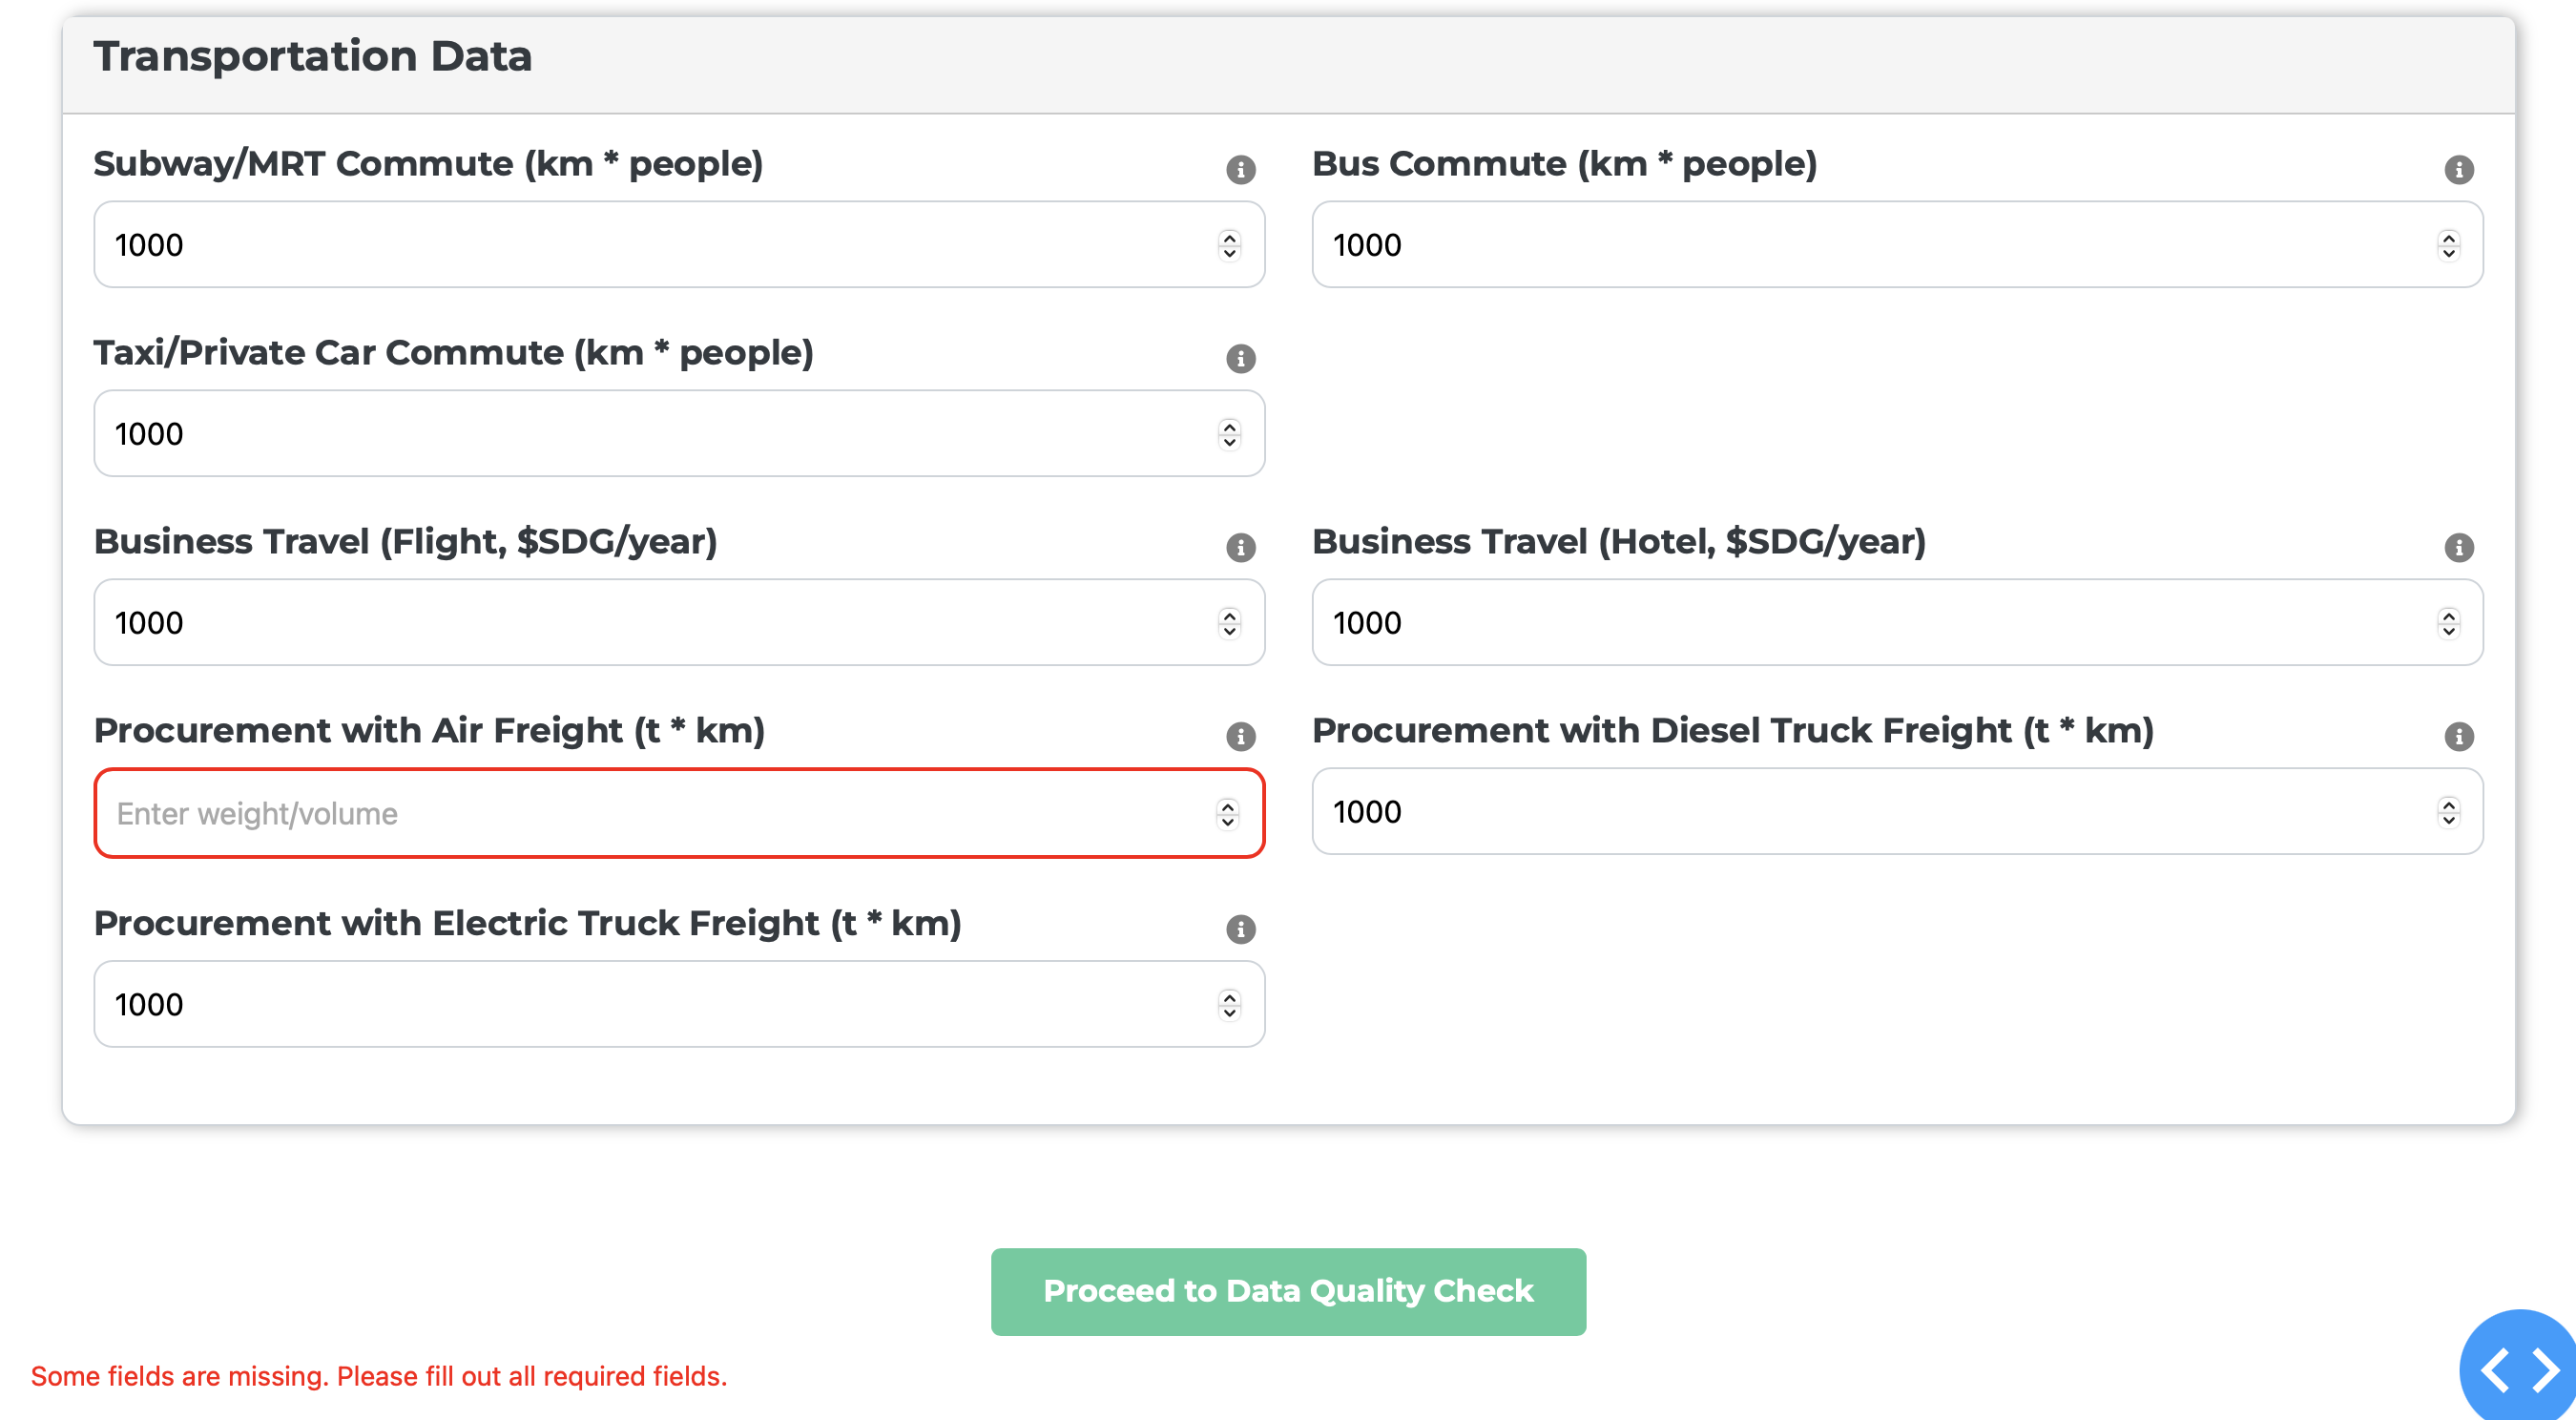 Transportation Data
Subway/MRT Commute (km * people)
Bus Commute (km * people)
1000
1000
Taxi/Private Car Commute (km * people)
1000
Business Travel (Flight, $SDG/year)
Business Travel (Hotel, $SDG/year)
1000
1000
Procurement with Air Freight (t * km)
Procurement with Diesel Truck Freight (t * km)
Enter weight/volume
1000
Procurement with Electric Truck Freight (t * km)
1000
Proceed to Data Quality Check
Some fields are missing. Please fill out all required fields.